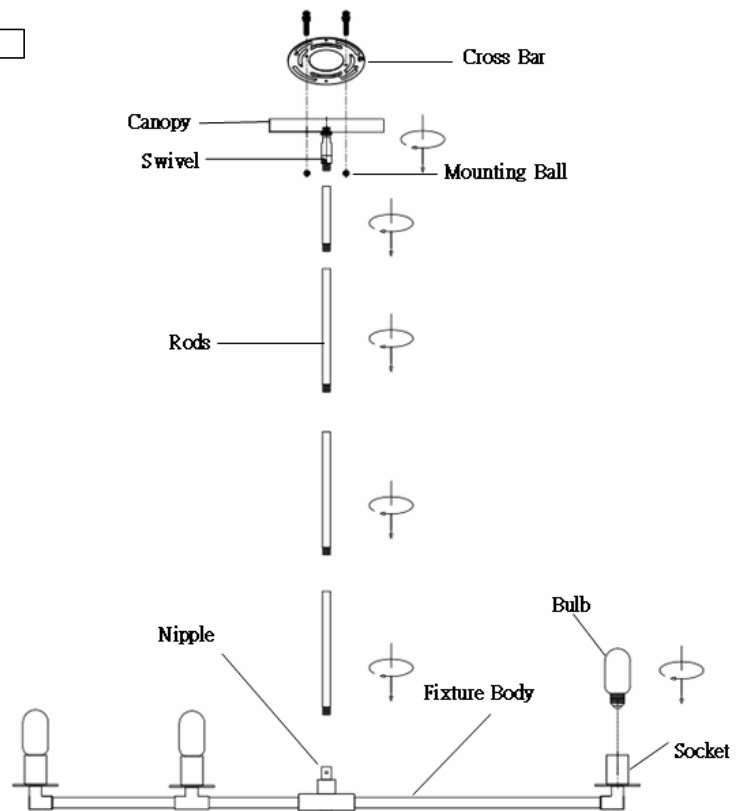 Cross Bar
Canopy
Swivel
Mounting Ball
Rods
Bulb
Nipple
Fixture Body
Socket